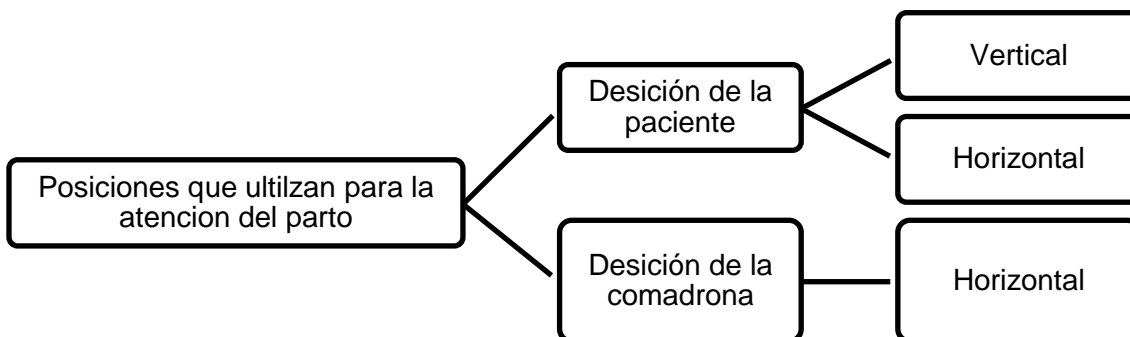 Posiciones que ultilzan para la
atencion del parto
Desición de la
paciente
Vertical
Horizontal
Desición de la
comadrona
Horizontal